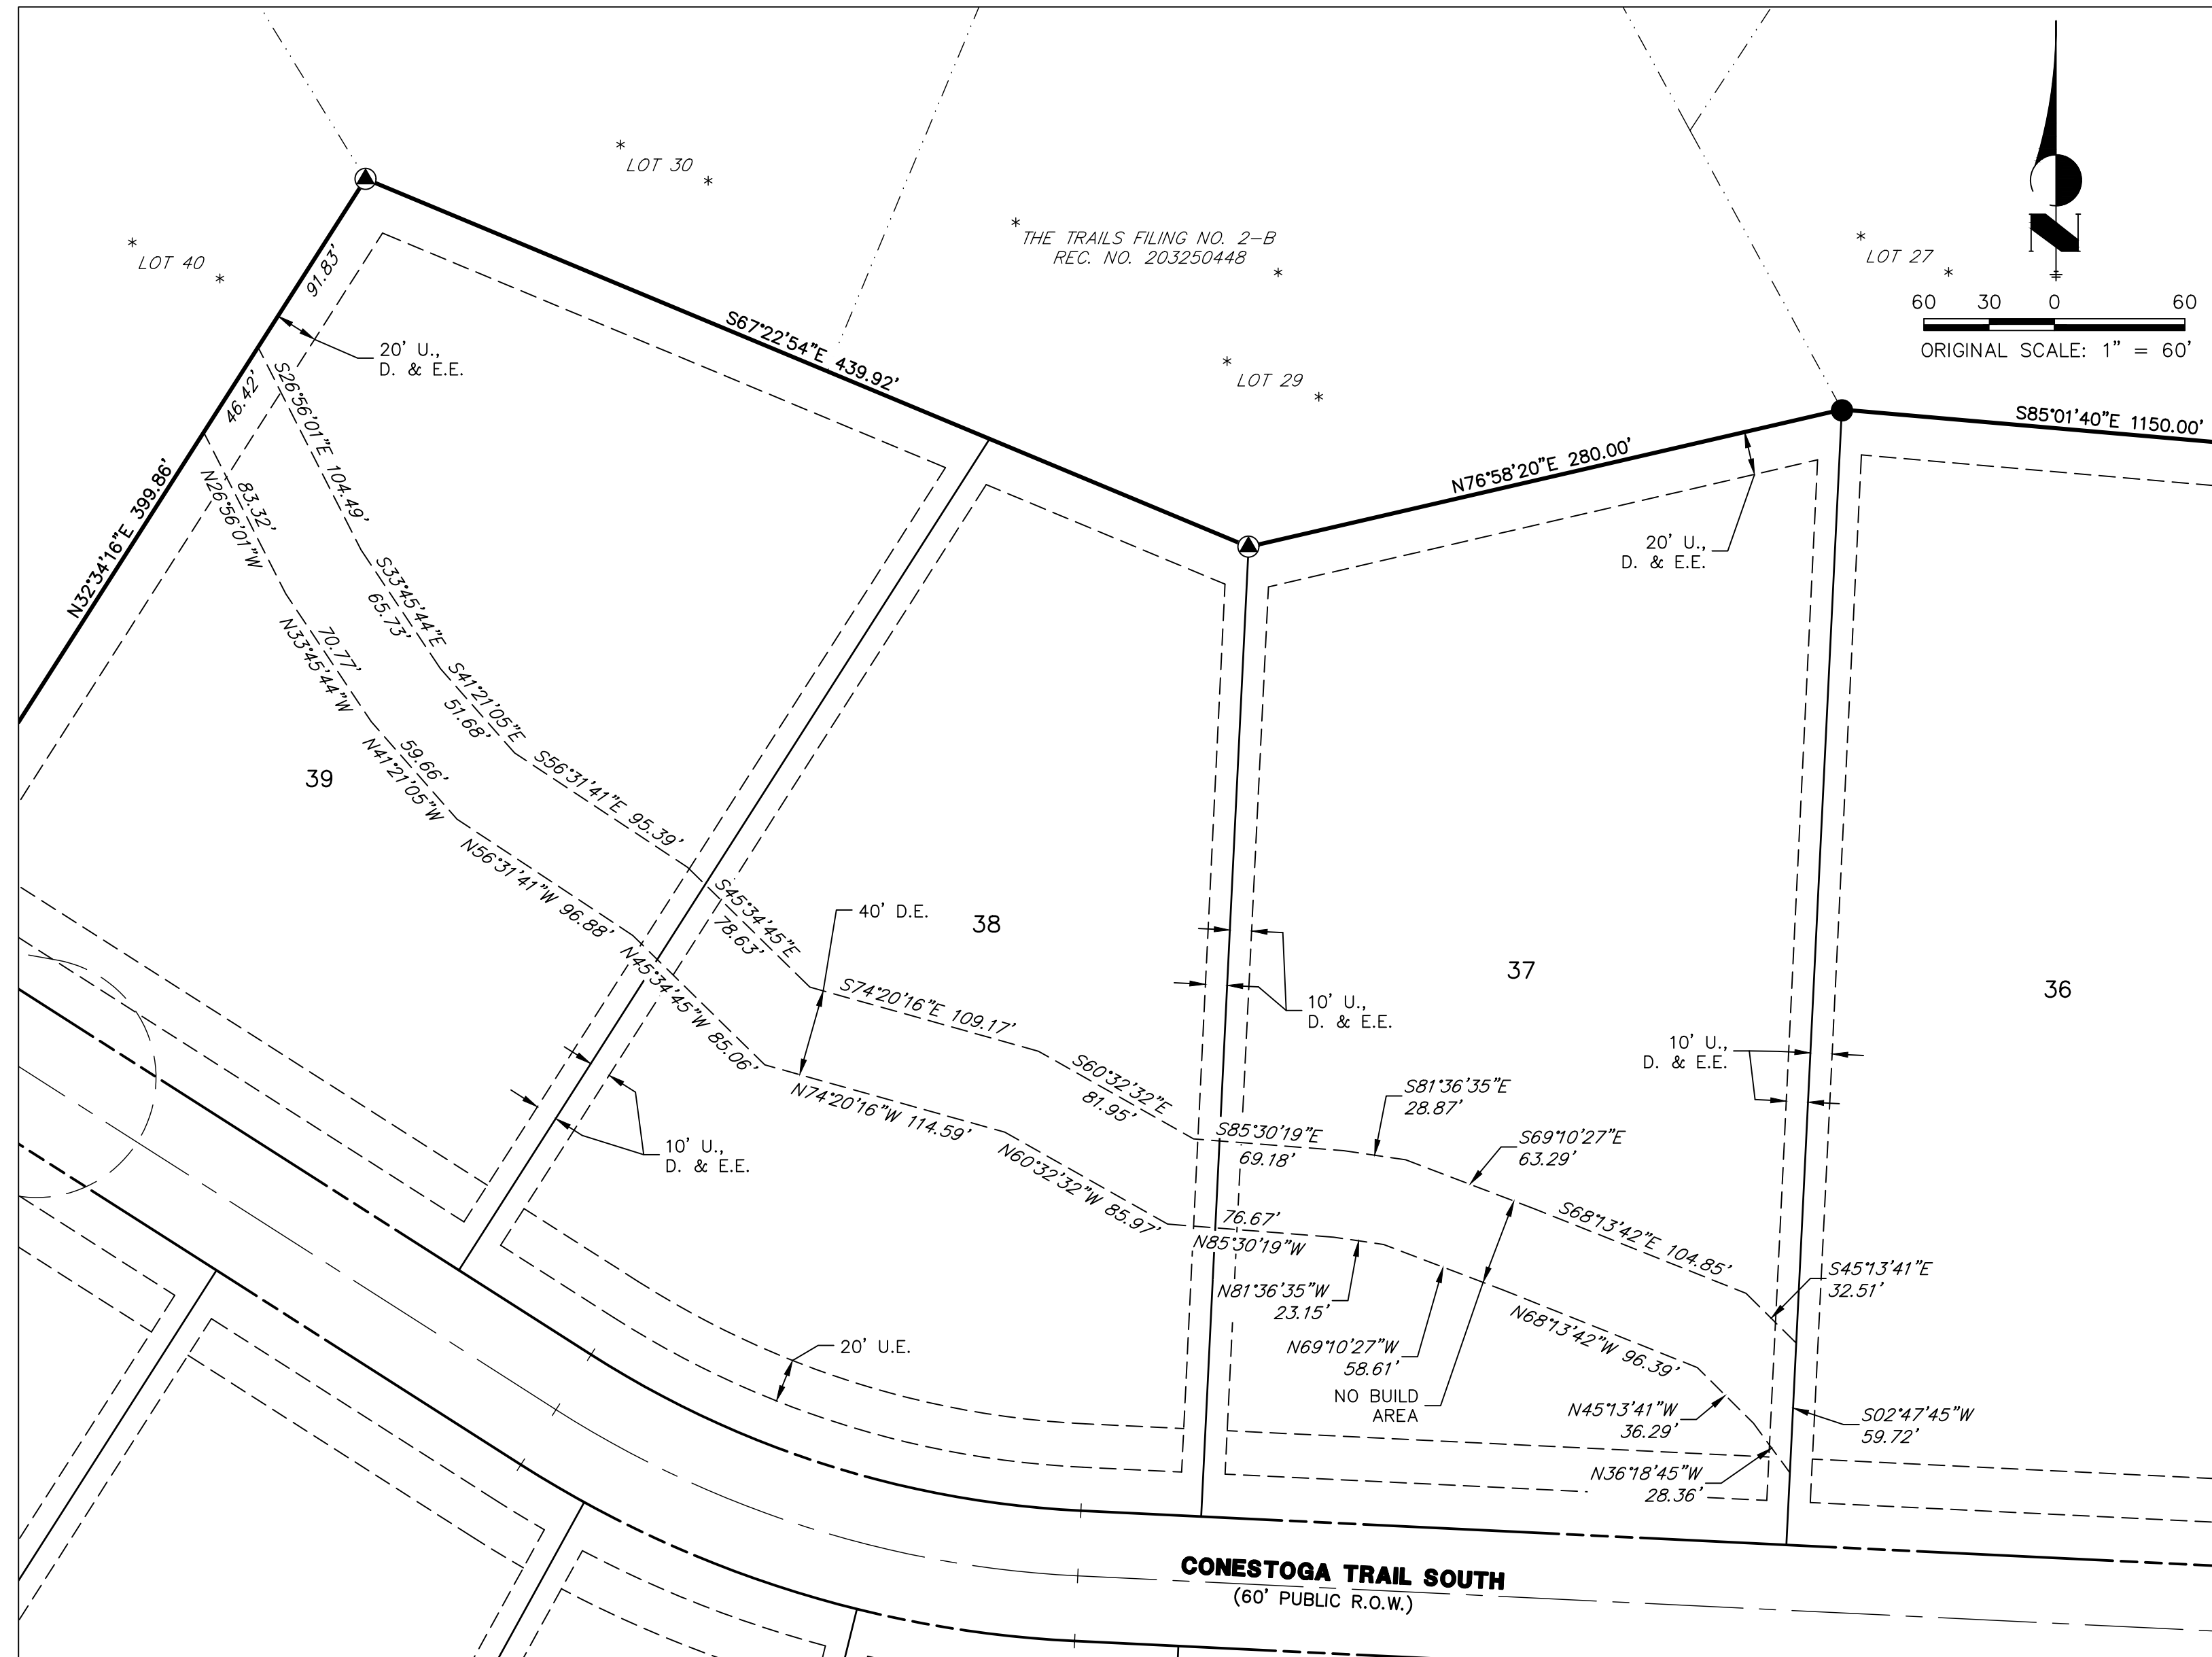 * LOT 30 *
* LOT 40 *
* THE TRAILS FILING NO. 2-B
REC. NO. 203250448 *
* LOT 27 *
* LOT 29 *
N
60 30 0 60
ORIGINAL SCALE: 1" = 60'
91.83'
46.42'
N32°34'16"E 399.86'
S67°22'54"E 439.92'
N76°58'20"E 280.00'
S85°01'40"E 1150.00'
20' U.,
D. & E.E.
20' U.,
D. & E.E.
S26°56'01"E 104.49'
83.32'
N26°56'01"W
S33°45'44"E
65.73'
70.77'
N33°45'44"W
S41°21'05"E
51.68'
59.66'
N41°21'05"W
S56°31'41"E 95.39'
N56°31'41"W 96.88'
39
38
37
36
S45°34'45"E
78.63'
N45°34'45"W 85.06'
40' D.E.
S74°20'16"E 109.17'
N74°20'16"W 114.59'
S60°32'32"E
81.95'
N60°32'32"W 85.97'
10' U.,
D. & E.E.
10' U.,
D. & E.E.
10' U.,
D. & E.E.
S85°30'19"E
69.18'
76.67'
N85°30'19"W
S81°36'35"E
28.87'
N81°36'35"W
23.15'
S69°10'27"E
63.29'
N69°10'27"W
58.61'
NO BUILD
AREA
S68°13'42"E 104.85'
N68°13'42"W 96.39'
S45°13'41"E
32.51'
N45°13'41"W
36.29'
S02°47'45"W
59.72'
N36°18'45"W
28.36'
20' U.E.
CONESTOGA TRAIL SOUTH
(60' PUBLIC R.O.W.)